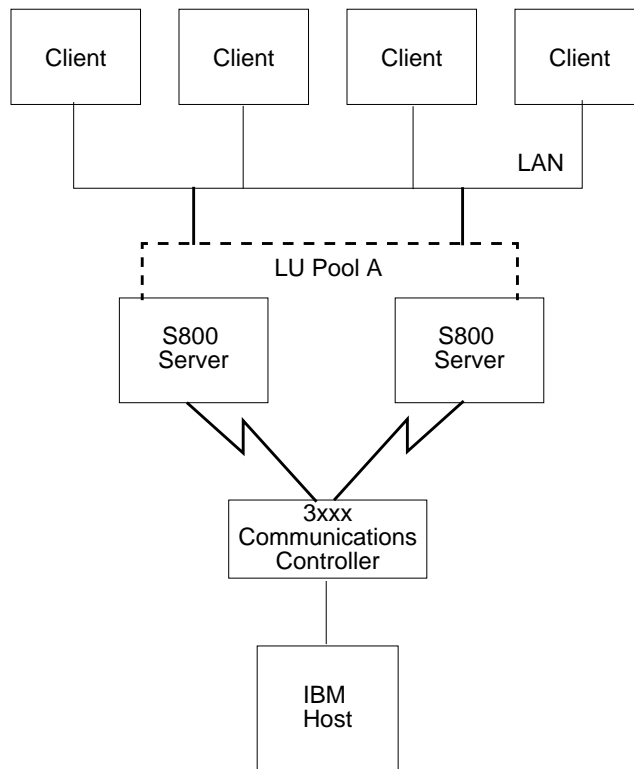 Client
Client
Client
Client
LAN
LU Pool A
S800
Server
S800
Server
3xxx
Communications
Controller
IBM
Host